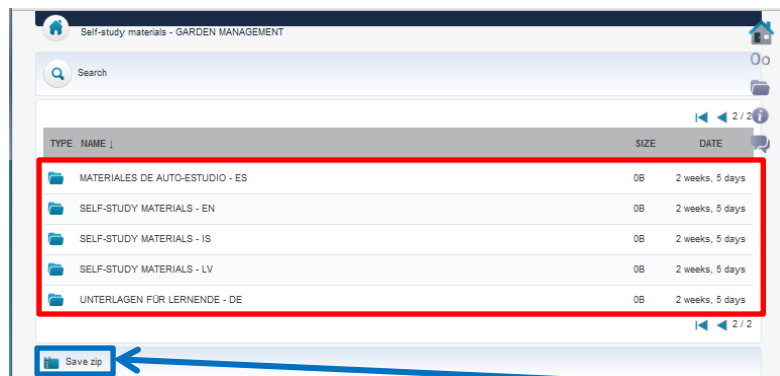 Self-study materials - GARDEN MANAGEMENT
Search
2 / 2
TYPE NAME ↓ SIZE DATE
MATERIALES DE AUTO-ESTUDIO - ES 0B 2 weeks, 5 days
SELF-STUDY MATERIALS - EN 0B 2 weeks, 5 days
SELF-STUDY MATERIALS - IS 0B 2 weeks, 5 days
SELF-STUDY MATERIALS - LV 0B 2 weeks, 5 days
UNTERLAGEN FÜR LERNENDE - DE 0B 2 weeks, 5 days
2 / 2
Save zip